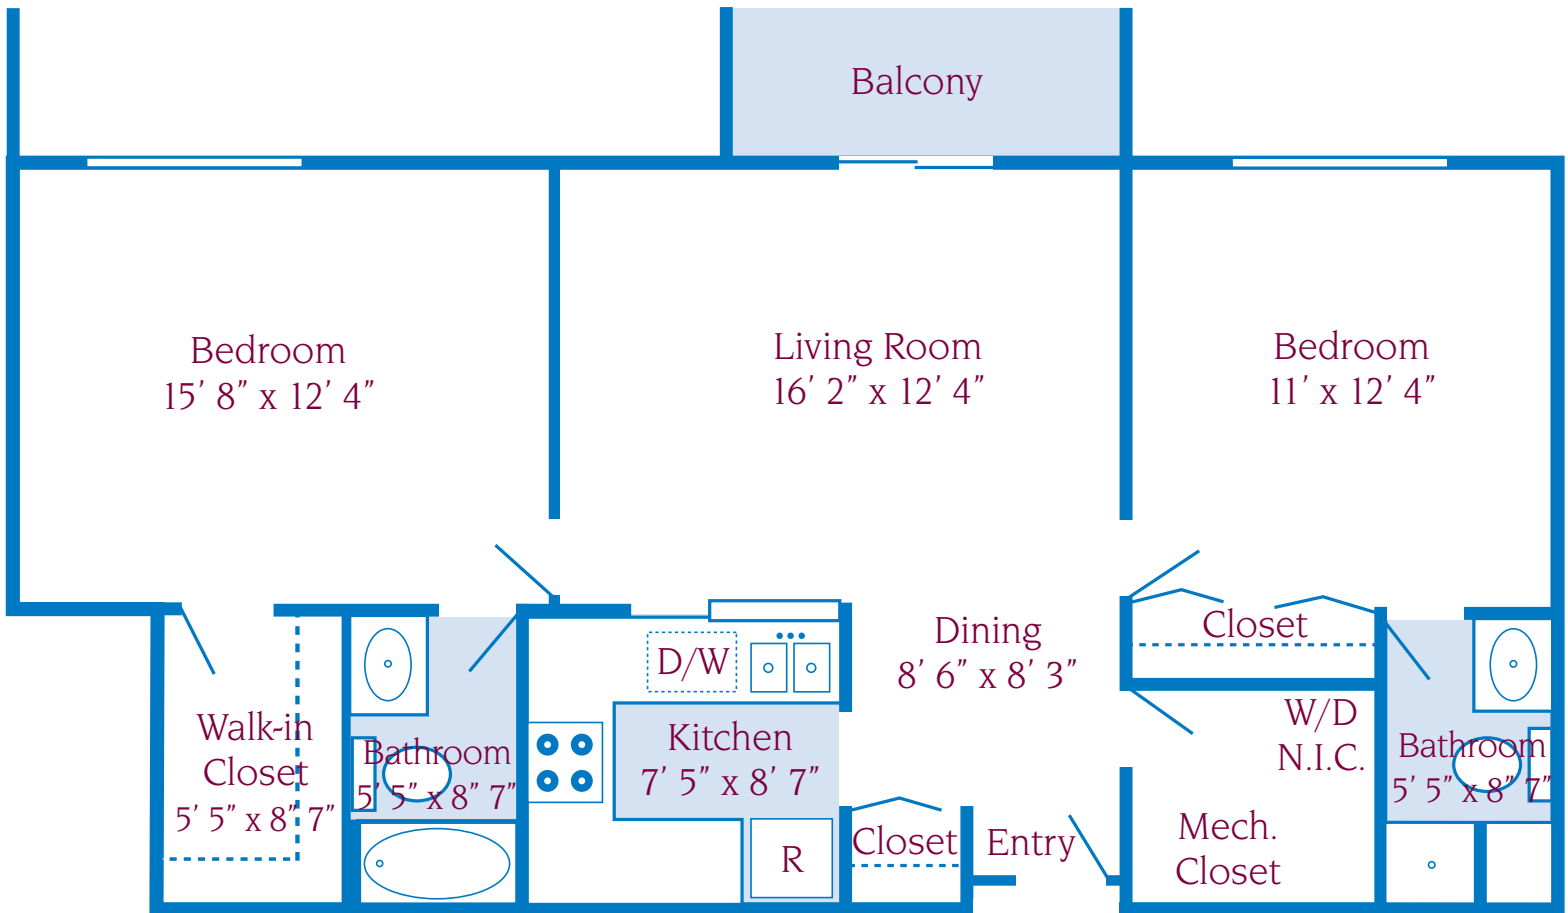 Balcony
Bedroom
15’ 8” x 12’ 4”
Living Room
16’ 2” x 12’ 4”
Bedroom
11’ x 12’ 4”
Walk-in
Closet
5’ 5” x 8” 7”
Bathroom
5’ 5” x 8” 7”
D/W
Kitchen
7’ 5” x 8’ 7”
R
Dining
8’ 6” x 8’ 3”
Closet
Entry
Closet
W/D
N.I.C.
Mech.
Closet
Bathroom
5’ 5” x 8” 7”